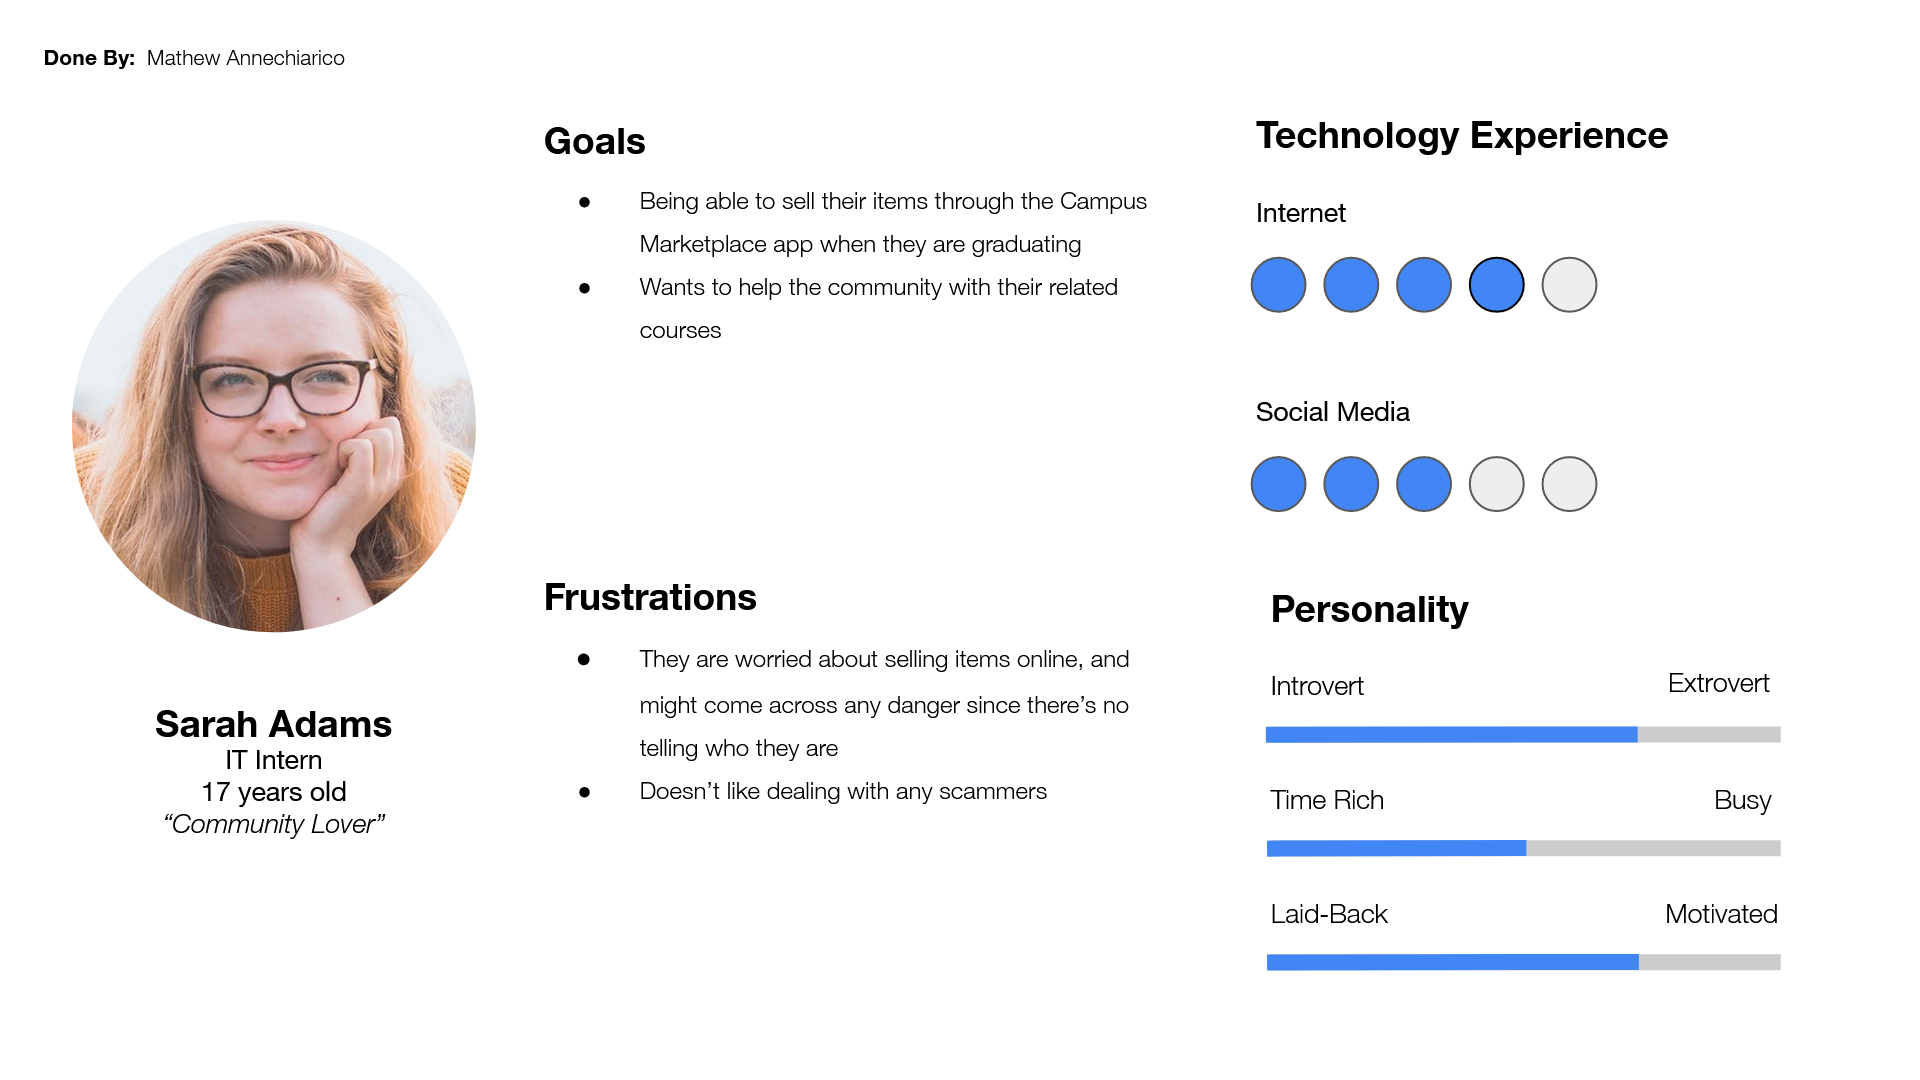 Done By: Mathew Annechiarico
Sarah Adams
IT Intern
17 years old
“Community Lover”
Goals
● Being able to sell their items through the Campus
Marketplace app when they are graduating
● Wants to help the community with their related
courses
Frustrations
● They are worried about selling items online, and
might come across any danger since there’s no
telling who they are
● Doesn’t like dealing with any scammers
Technology Experience
Internet
Social Media
Personality
Introvert Extrovert
Time Rich Busy
Laid-Back Motivated